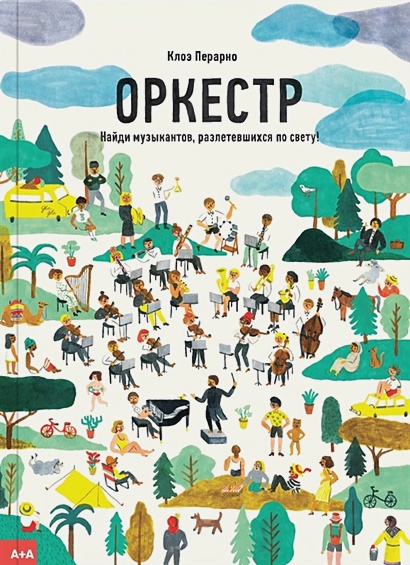 Клоэ Перарно
ОРКЕСТР
Найди музыкантов, разлетевшихся по свету!
А+А